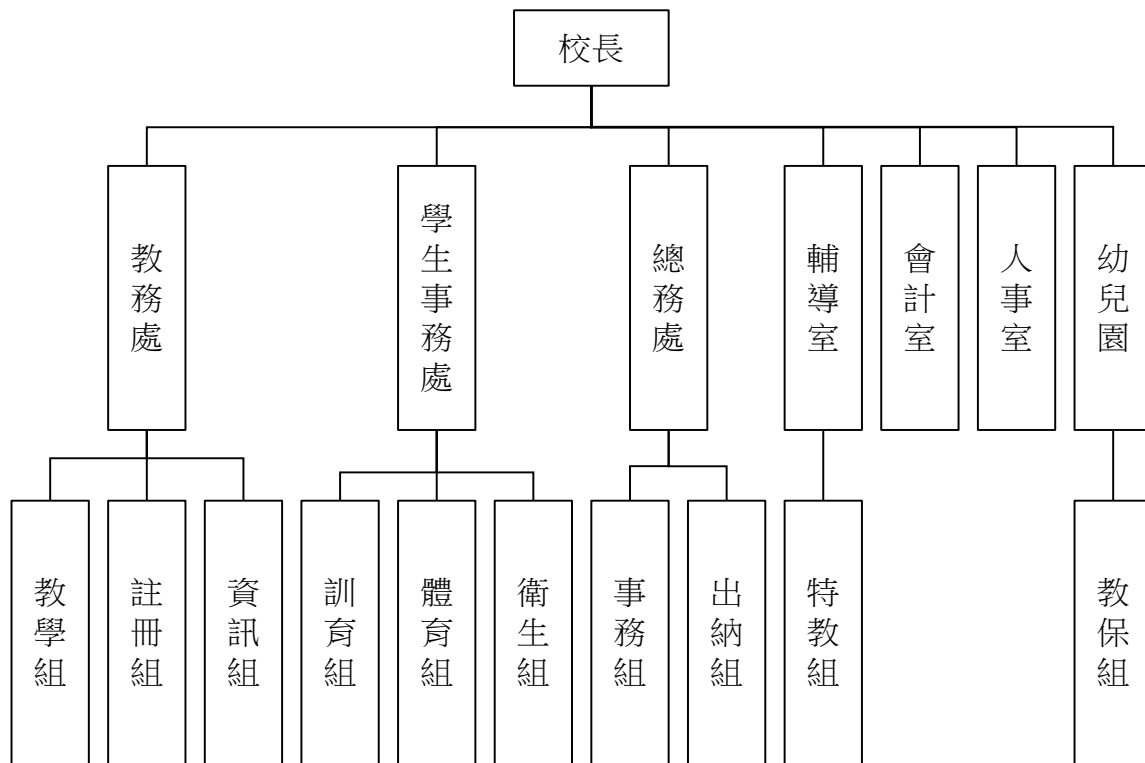 校長
教務處
學生事務處
總務處
輔導室
會計室
人事室
幼兒園
教學組
註冊組
資訊組
訓育組
體育組
衛生組
事務組
出納組
特教組
教保組